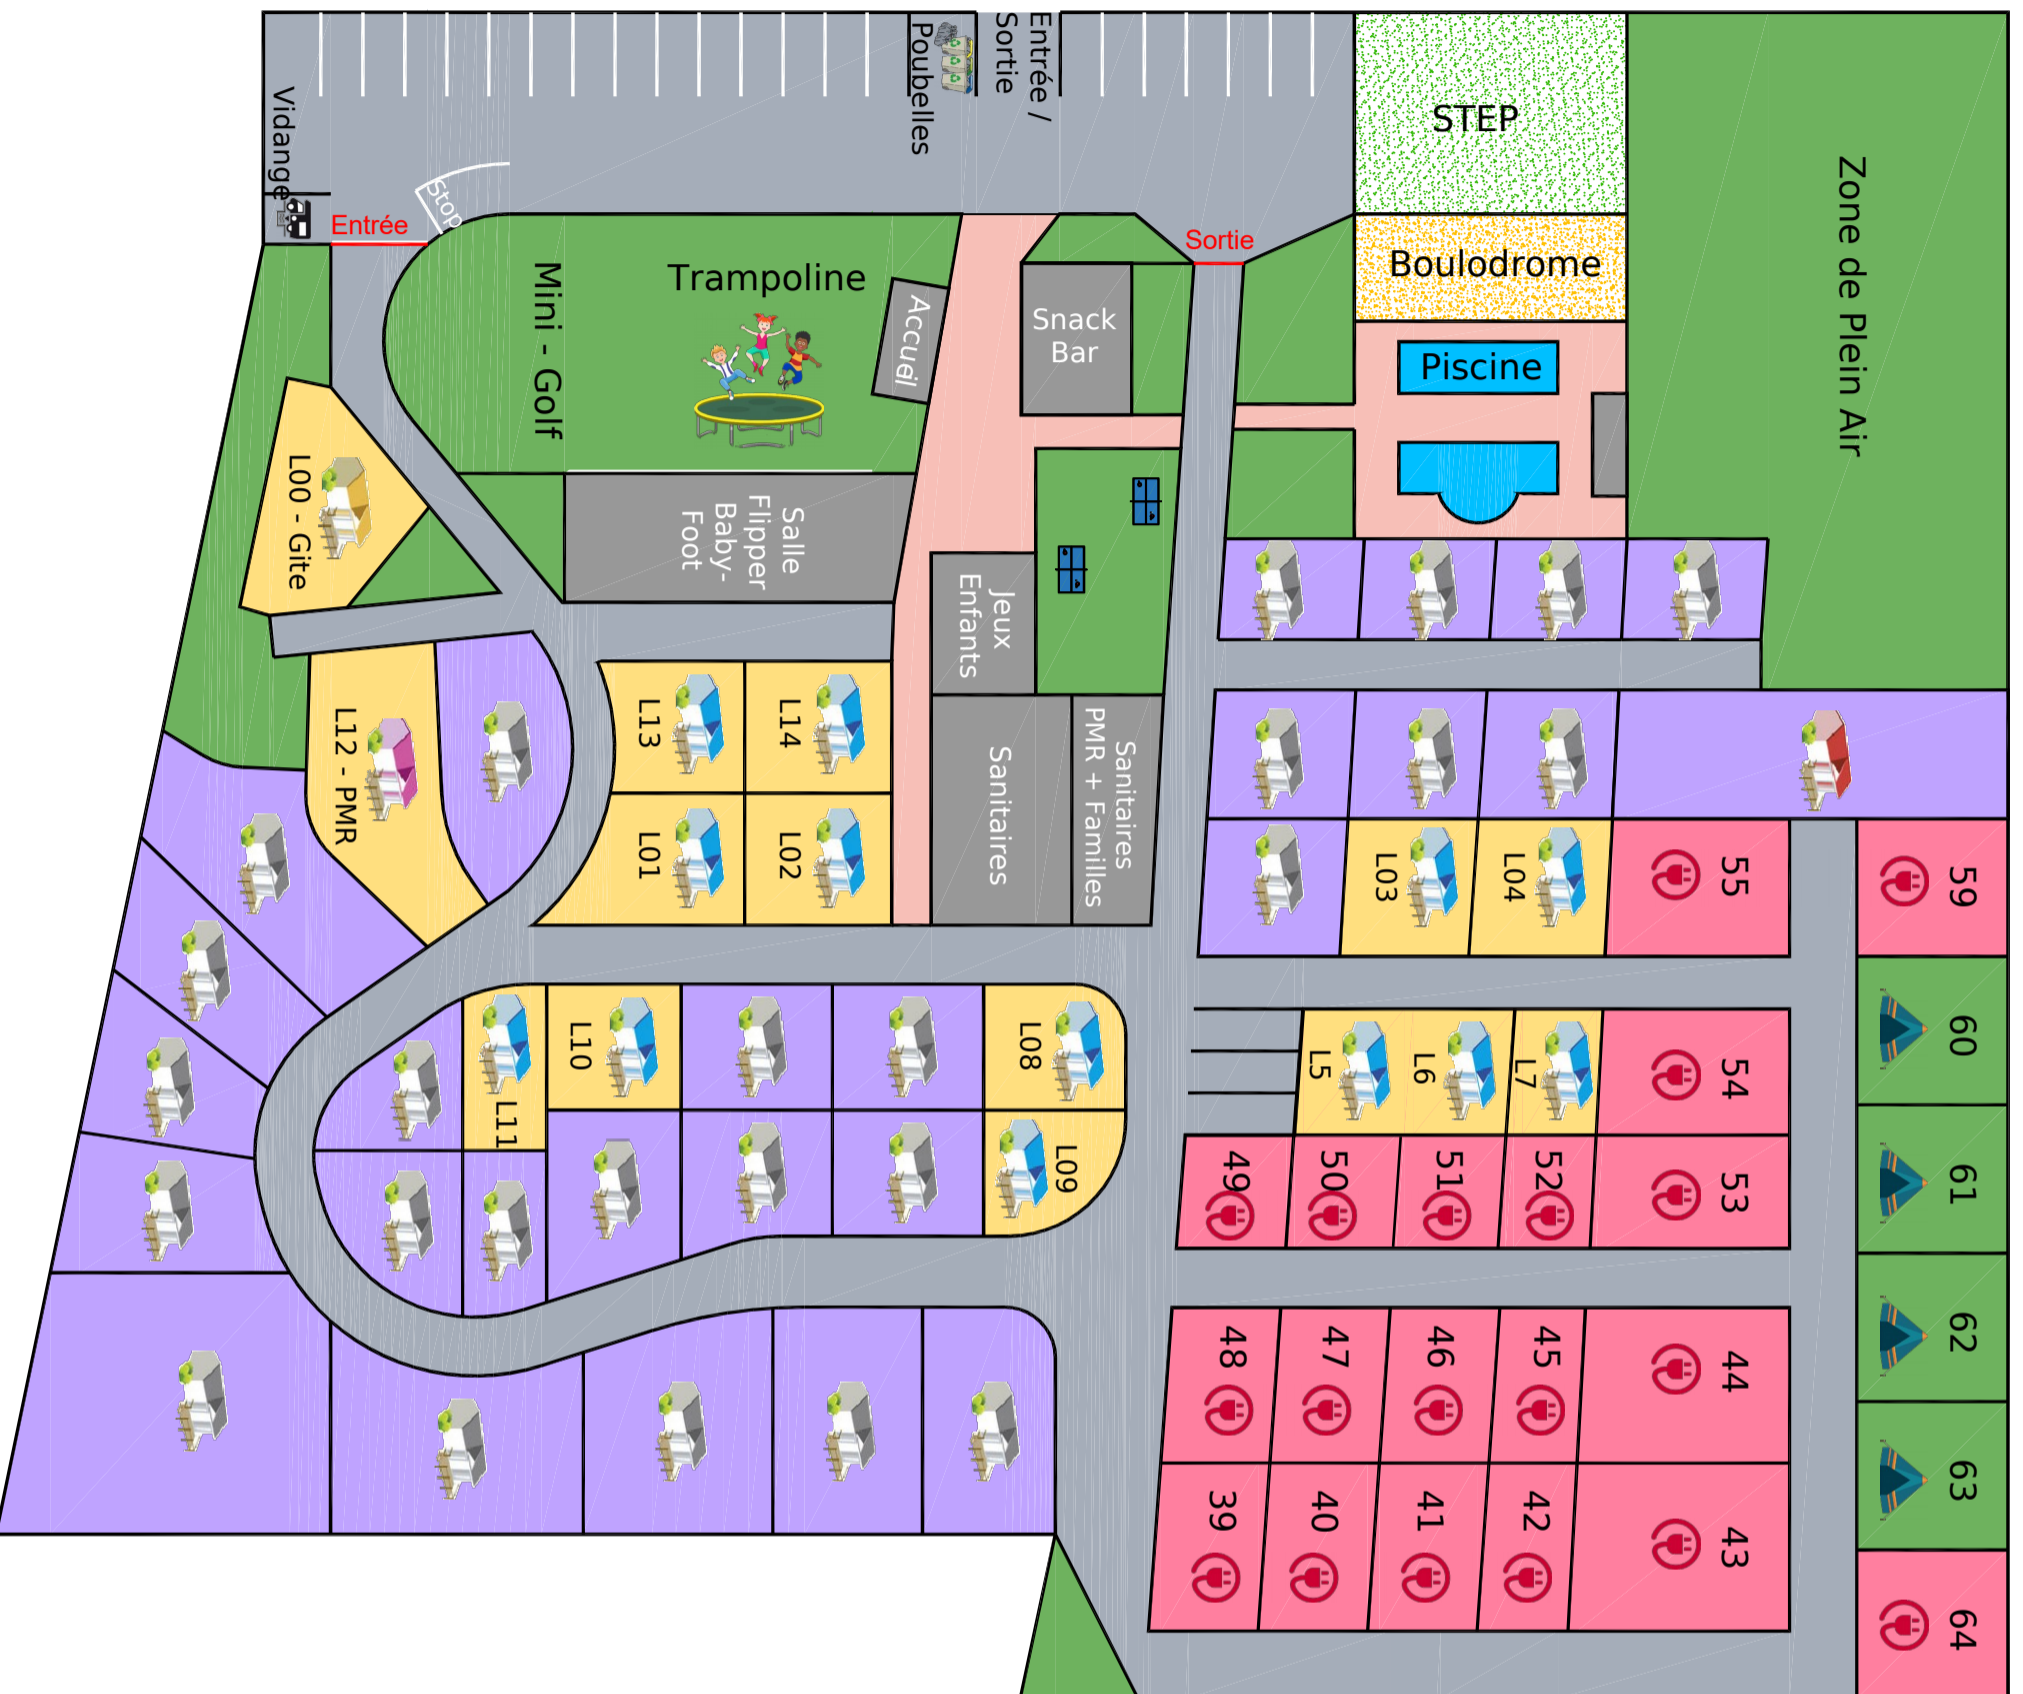 Entrée /
Sortie
Poubelles
Vidange
Stop
Entrée
Sortie
STEP
Boulodrome
Piscine
Zone de Plein Air
Mini - Golf
Trampoline
Accueil
Snack
Bar
L00 - Gite
Salle
Flipper
Baby-
Foot
Jeux
Enfants
Sanitaires
Sanitaires
PMR + Familles
L12 - PMR
L13
L14
L01
L02
L03
L04
55
59
L11
L10
L08
L09
L5
L6
L7
54
60
49
50
51
52
53
61
48
47
46
45
44
62
39
40
41
42
43
63
64